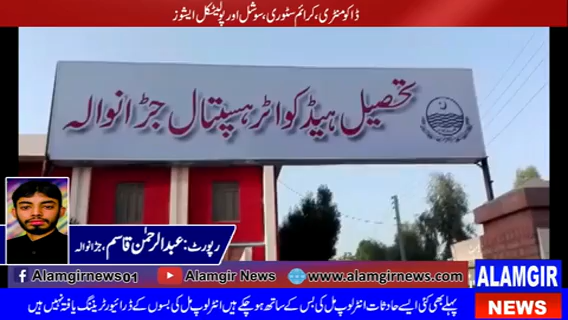 ڈاکومنٹری، کرائم سٹوری، سوشل اور پولیٹکل ایشوز
تحصیل ہیڈ کواٹر ہسپتال جڑانوالہ
رپورٹ: عبدالرحمٰن قاسم، جڑانوالہ
Alamgirnews01
Alamgir News
www.alamgirnews.com
ALAMGIR
NEWS
پہلے بھی کئی ایسے حادثات انٹرلوپ مل کی بس کے ساتھ ہو چکے ہیں انٹرلوپ مل کی بسوں کے ڈرائیور ٹریننگ یافتہ نہیں ہیں